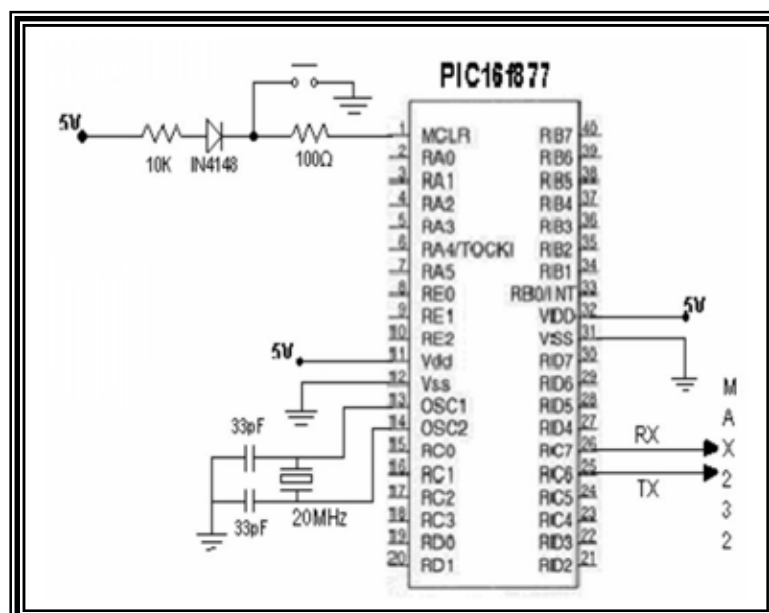 PIC16f877
5V
10K
IN4148
100Ω
1 MCLR RB7 40
2 RA0 RB6 39
3 RA1 RB5 38
4 RA2 RB4 37
5 RA3 RB3 36
6 RA4/TOCKI RB2 35
7 RA5 RB1 34
8 RE0 RB0/INT 33
9 RE1 VDD 32
5V
10 RE2 VSS 31
5V
11 Vdd RD7 30
12 Vss RD6 29
13 OSC1 RD5 28
14 OSC2 RD4 27
15 RC0 RC7 26
RX
16 RC1 RC6 25
TX
17 RC2 RC5 24
18 RC3 RC4 23
19 RD0 RD3 22
20 RD1 RD2 21
33pF
33pF
20MHz
M
A
X
2
3
2